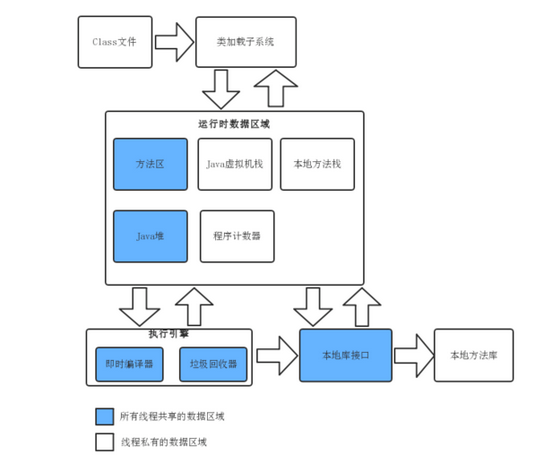 Class文件
类加载子系统
运行时数据区域
方法区
Java虚拟机栈
本地方法栈
Java堆
程序计数器
执行引擎
即时编译器
垃圾回收器
本地库接口
本地方法库
所有线程共享的数据区域
线程私有的数据区域